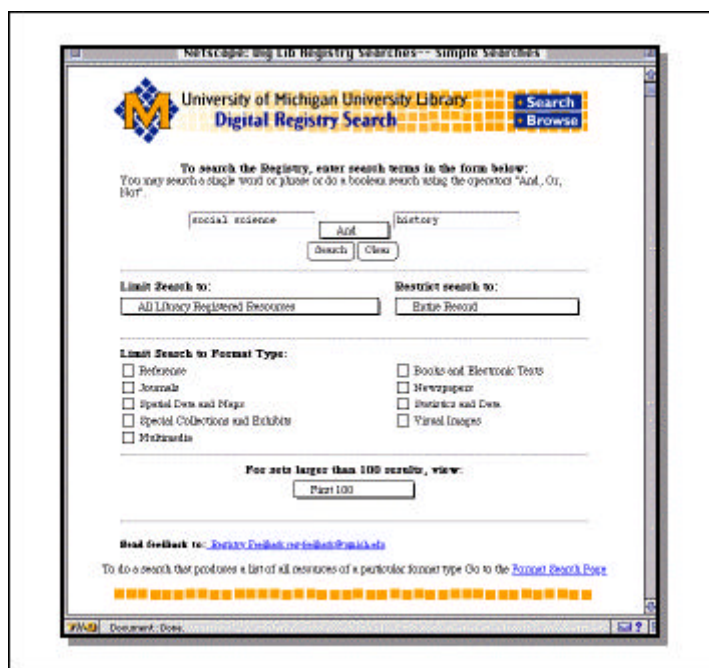 Netscape: Dig Lib Registry Searches-- Simple Searches
University of Michigan University Library
Digital Registry Search
Search
Browse
M
To search the Registry, enter search terms in the form below:
You may search a single word or phrase or do a boolean search using the operators "And, Or,
Not".
social science And history
Search Clear
Limit Search to: Restrict search to:
All Library Registered Resources Entire Record
Limit Search to Format Type:
Reference Books and Electronic Texts
Journals Newspapers
Spatial Data and Maps Statistics and Data
Special Collections and Exhibits Visual Images
Multimedia
For sets larger than 100 results, view:
First 100
Send feedback to: Registry Feedback reg-feedback@umich.edu
To do a search that produces a list of all resources of a particular format type Go to the Format Search Page
Document: Done.
?